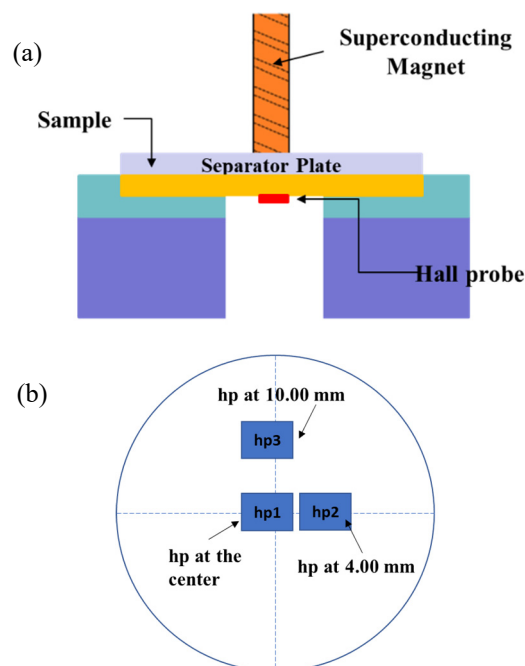 (a)
Superconducting
Magnet
Sample
Separator Plate
Hall probe
(b)
hp at 10.00 mm
hp3
hp1
hp2
hp at the
center
hp at 4.00 mm